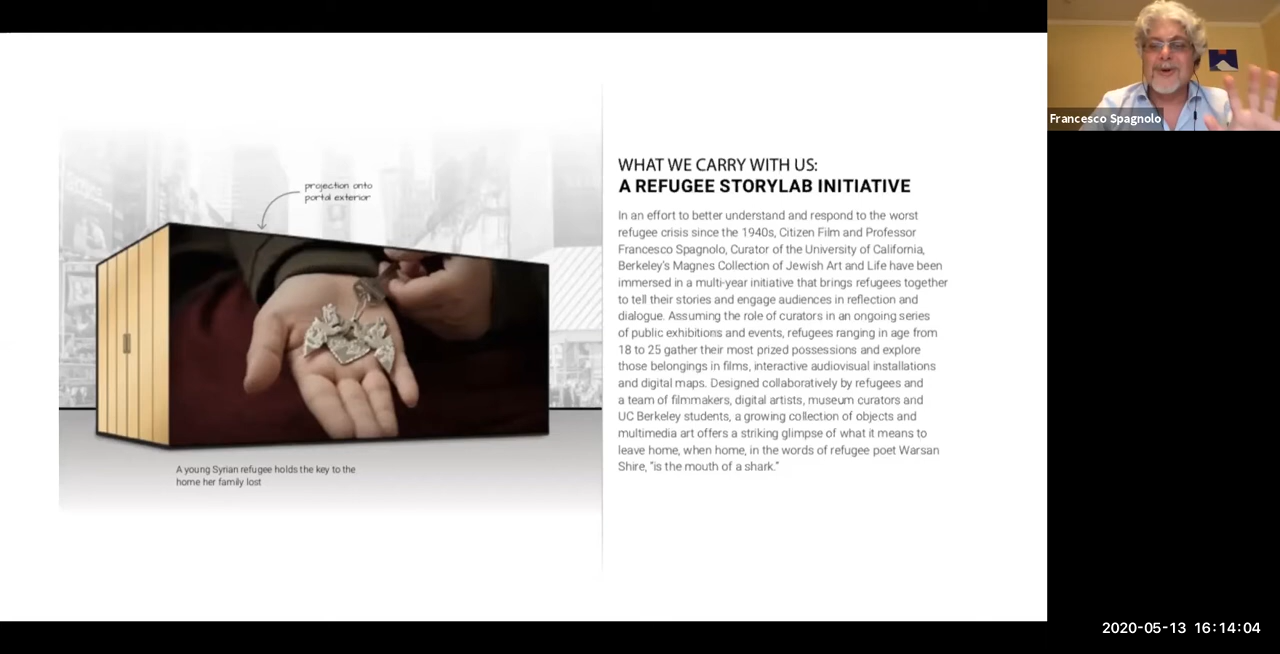 projection onto
portal exterior
A young Syrian refugee holds the key to the
home her family lost
WHAT WE CARRY WITH US:
A REFUGEE STORYLAB INITIATIVE
In an effort to better understand and respond to the worst
refugee crisis since the 1940s, Citizen Film and Professor
Francesco Spagnolo, Curator of the University of California,
Berkeley's Magnes Collection of Jewish Art and Life have been
immersed in a multi-year initiative that brings refugees together
to tell their stories and engage audiences in reflection and
dialogue. Assuming the role of curators in an ongoing series
of public exhibitions and events, refugees ranging in age from
18 to 25 gather their most prized possessions and explore
those belongings in films, interactive audiovisual installations
and digital maps. Designed collaboratively by refugees and
a team of filmmakers, digital artists, museum curators and
UC Berkeley students, a growing collection of objects and
multimedia art offers a striking glimpse of what it means to
leave home, when home, in the words of refugee poet Warsan
Shire, "is the mouth of a shark."
Francesco Spagnolo
2020-05-13 16:14:04